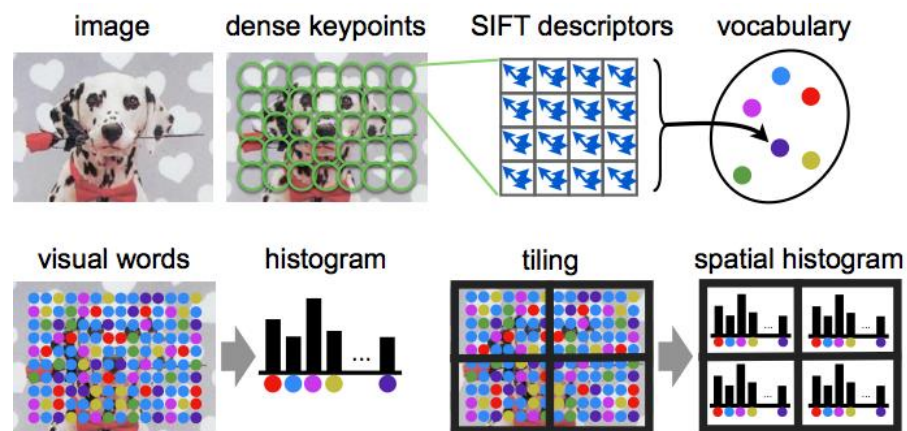 image
dense keypoints
SIFT descriptors
vocabulary
visual words
histogram
tiling
spatial histogram
...
... ...
... ...